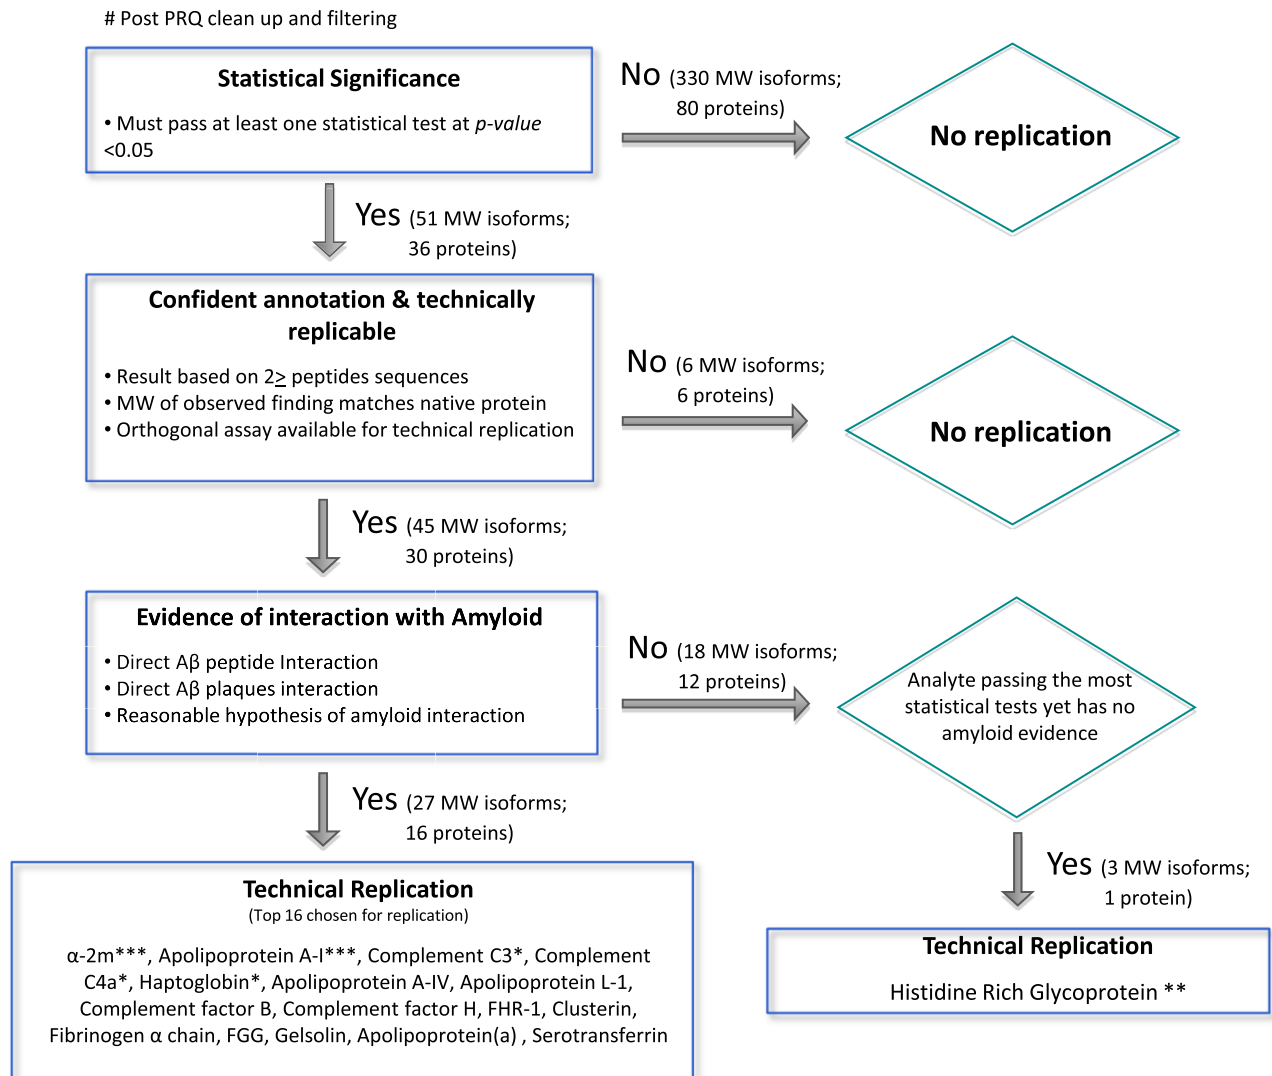 # Post PRQ clean up and filtering
Statistical Significance
• Must pass at least one statistical test at p-value
<0.05
No (330 MW isoforms;
80 proteins)
No replication
Yes (51 MW isoforms;
36 proteins)
Confident annotation & technically
replicable
• Result based on 2≥ peptides sequences
• MW of observed finding matches native protein
• Orthogonal assay available for technical replication
No (6 MW isoforms;
6 proteins)
No replication
Yes (45 MW isoforms;
30 proteins)
Evidence of interaction with Amyloid
• Direct Aβ peptide Interaction
• Direct Aβ plaques interaction
• Reasonable hypothesis of amyloid interaction
No (18 MW isoforms;
12 proteins)
Analyte passing the most
statistical tests yet has no
amyloid evidence
Yes (27 MW isoforms;
16 proteins)
Yes (3 MW isoforms;
1 protein)
Technical Replication
(Top 16 chosen for replication)
α-2m***, Apolipoprotein A-I***, Complement C3*, Complement
C4a*, Haptoglobin*, Apolipoprotein A-IV, Apolipoprotein L-1,
Complement factor B, Complement factor H, FHR-1, Clusterin,
Fibrinogen α chain, FGG, Gelsolin, Apolipoprotein(a) , Serotransferrin
Technical Replication
Histidine Rich Glycoprotein **